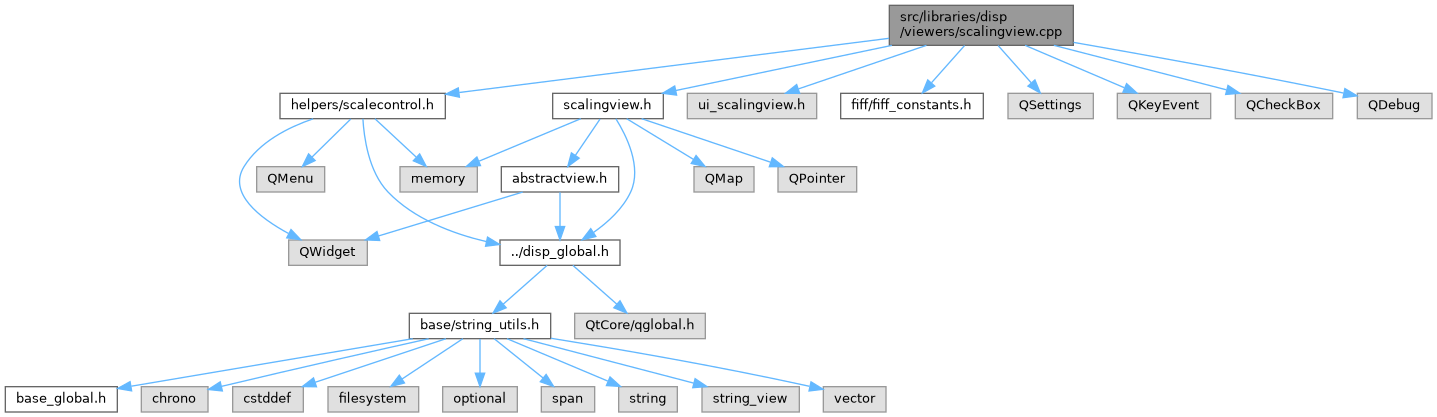 src/libraries/disp
/viewers/scalingview.cpp
helpers/scalecontrol.h
scalingview.h
ui_scalingview.h
fiff/fiff_constants.h
QSettings
QKeyEvent
QCheckBox
QDebug
QMenu
memory
abstractview.h
QMap
QPointer
QWidget
../disp_global.h
base/string_utils.h
QtCore/qglobal.h
base_global.h
chrono
cstddef
filesystem
optional
span
string
string_view
vector